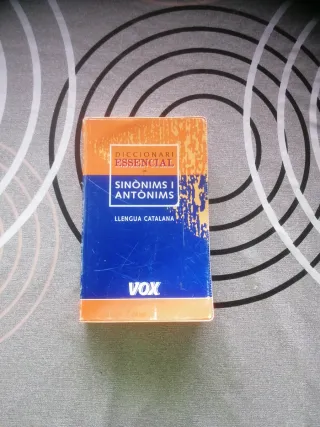 DICCIONARI
ESSENCIAL
SINÒNIMS I
ANTÒNIMS
LLENGUA CATALANA
VOX